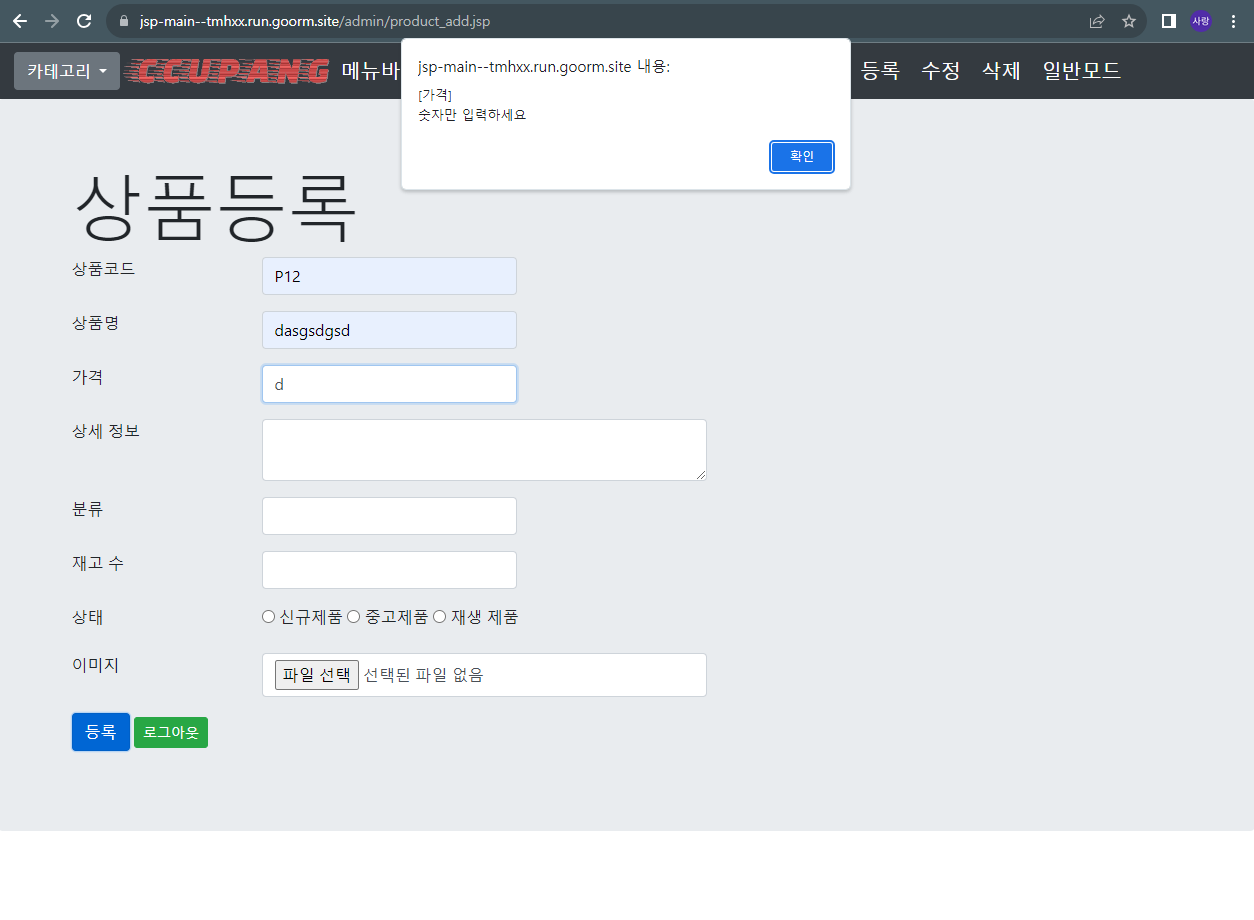 jsp-main--tmhxx.run.goorm.site/admin/product_add.jsp
사랑
카테고리 CCUPANG 메뉴바 등록 수정 삭제 일반모드
jsp-main--tmhxx.run.goorm.site 내용:
[가격]
숫자만 입력하세요
확인
상품등록
상품코드 P12
상품명 dasgsdgsd
가격 d
상세 정보
분류
재고 수
상태 신규제품 중고제품 재생 제품
이미지 파일 선택 선택된 파일 없음
등록 로그아웃